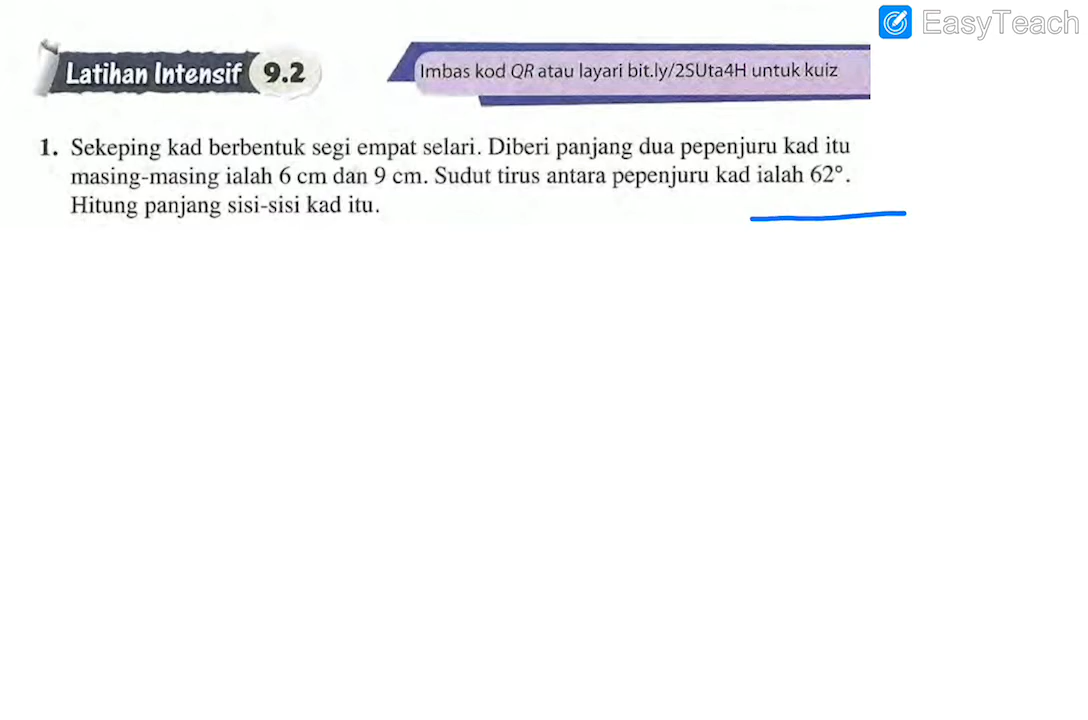 EasyTeach
Latihan Intensif 9.2
Imbas kod QR atau layari bit.ly/2SUta4H untuk kuiz
1. Sekeping kad berbentuk segi empat selari. Diberi panjang dua pepenjuru kad itu
masing-masing ialah 6 cm dan 9 cm. Sudut tirus antara pepenjuru kad ialah 62°.
Hitung panjang sisi-sisi kad itu.